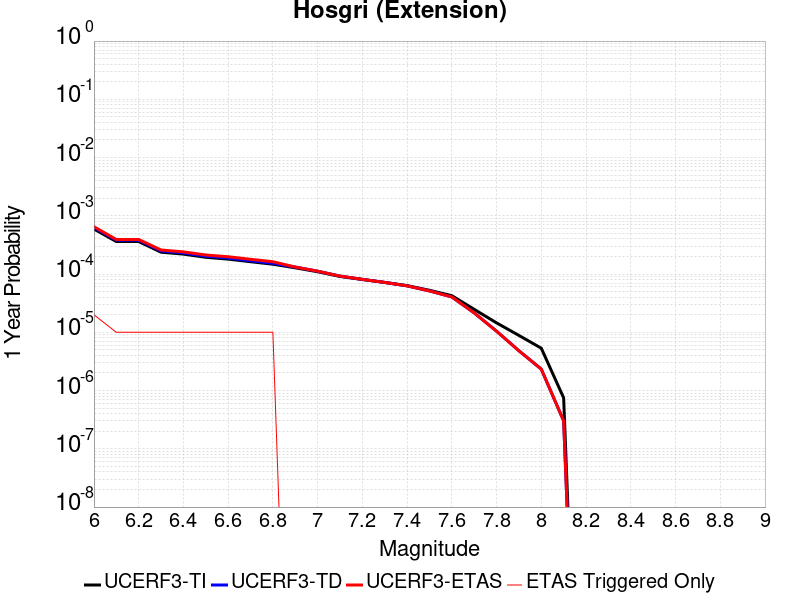 Hosgri (Extension)
10^0
10^-1
10^-2
10^-3
10^-4
10^-5
10^-6
10^-7
10^-8
1 Year Probability
6 6.2 6.4 6.6 6.8 7 7.2 7.4 7.6 7.8 8 8.2 8.4 8.6 8.8 9
Magnitude
UCERF3-TI UCERF3-TD UCERF3-ETAS ETAS Triggered Only